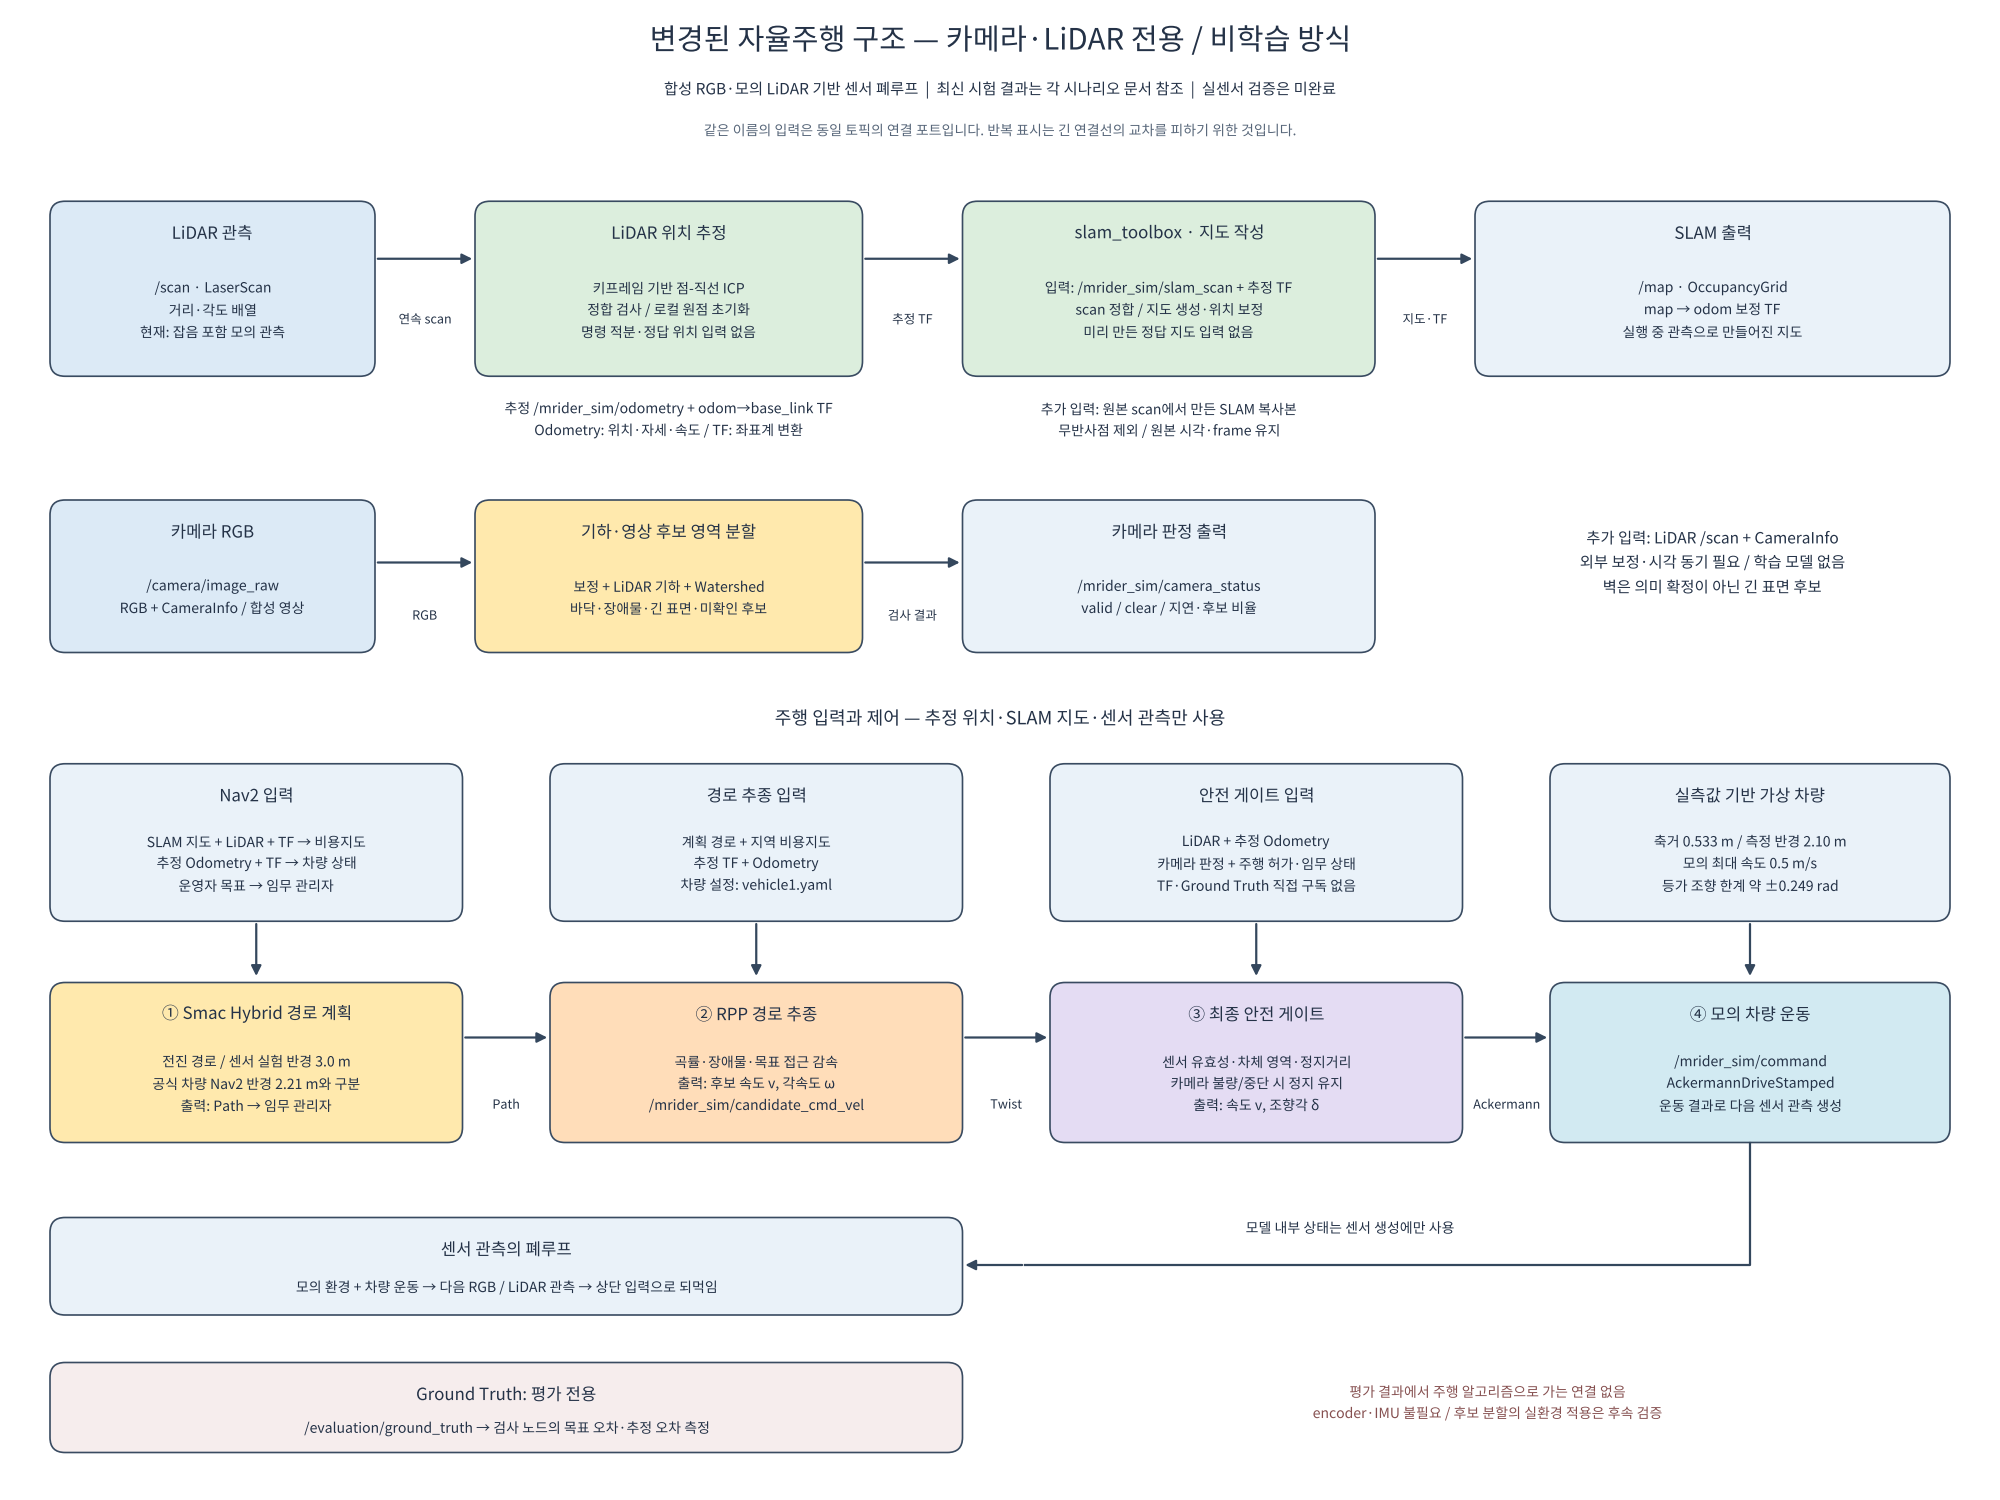 변경된 자율주행 구조 — 카메라·LiDAR 전용 / 비학습 방식
합성 RGB·모의 LiDAR 기반 센서 폐루프 | 최신 시험 결과는 각 시나리오 문서 참조 | 실센서 검증은 미완료
같은 이름의 입력은 동일 토픽의 연결 포트입니다. 반복 표시는 긴 연결선의 교차를 피하기 위한 것입니다.
LiDAR 관측
/scan · LaserScan
거리·각도 배열
현재: 잡음 포함 모의 관측
연속 scan
LiDAR 위치 추정
키프레임 기반 점-직선 ICP
정합 검사 / 로컬 원점 초기화
명령 적분·정답 위치 입력 없음
추정 TF
slam_toolbox · 지도 작성
입력: /mrider_sim/slam_scan + 추정 TF
scan 정합 / 지도 생성·위치 보정
미리 만든 정답 지도 입력 없음
지도·TF
SLAM 출력
/map · OccupancyGrid
map → odom 보정 TF
실행 중 관측으로 만들어진 지도
추정 /mrider_sim/odometry + odom→base_link TF
Odometry: 위치·자세·속도 / TF: 좌표계 변환
추가 입력: 원본 scan에서 만든 SLAM 복사본
무반사점 제외 / 원본 시각·frame 유지
카메라 RGB
/camera/image_raw
RGB + CameraInfo / 합성 영상
RGB
기하·영상 후보 영역 분할
보정 + LiDAR 기하 + Watershed
바닥·장애물·긴 표면·미확인 후보
검사 결과
카메라 판정 출력
/mrider_sim/camera_status
valid / clear / 지연·후보 비율
추가 입력: LiDAR /scan + CameraInfo
외부 보정·시각 동기 필요 / 학습 모델 없음
벽은 의미 확정이 아닌 긴 표면 후보
주행 입력과 제어 — 추정 위치·SLAM 지도·센서 관측만 사용
Nav2 입력
SLAM 지도 + LiDAR + TF → 비용지도
추정 Odometry + TF → 차량 상태
운영자 목표 → 임무 관리자
경로 추종 입력
계획 경로 + 지역 비용지도
추정 TF + Odometry
차량 설정: vehicle1.yaml
안전 게이트 입력
LiDAR + 추정 Odometry
카메라 판정 + 주행 허가·임무 상태
TF·Ground Truth 직접 구독 없음
실측값 기반 가상 차량
축거 0.533 m / 측정 반경 2.10 m
모의 최대 속도 0.5 m/s
등가 조향 한계 약 ±0.249 rad
① Smac Hybrid 경로 계획
전진 경로 / 센서 실험 반경 3.0 m
공식 차량 Nav2 반경 2.21 m와 구분
출력: Path → 임무 관리자
Path
② RPP 경로 추종
곡률·장애물·목표 접근 감속
출력: 후보 속도 v, 각속도 ω
/mrider_sim/candidate_cmd_vel
Twist
③ 최종 안전 게이트
센서 유효성·차체 영역·정지거리
카메라 불량/중단 시 정지 유지
출력: 속도 v, 조향각 δ
Ackermann
④ 모의 차량 운동
/mrider_sim/command
AckermannDriveStamped
운동 결과로 다음 센서 관측 생성
모델 내부 상태는 센서 생성에만 사용
센서 관측의 폐루프
모의 환경 + 차량 운동 → 다음 RGB / LiDAR 관측 → 상단 입력으로 되먹임
Ground Truth: 평가 전용
/evaluation/ground_truth → 검사 노드의 목표 오차·추정 오차 측정
평가 결과에서 주행 알고리즘으로 가는 연결 없음
encoder·IMU 불필요 / 후보 분할의 실환경 적용은 후속 검증